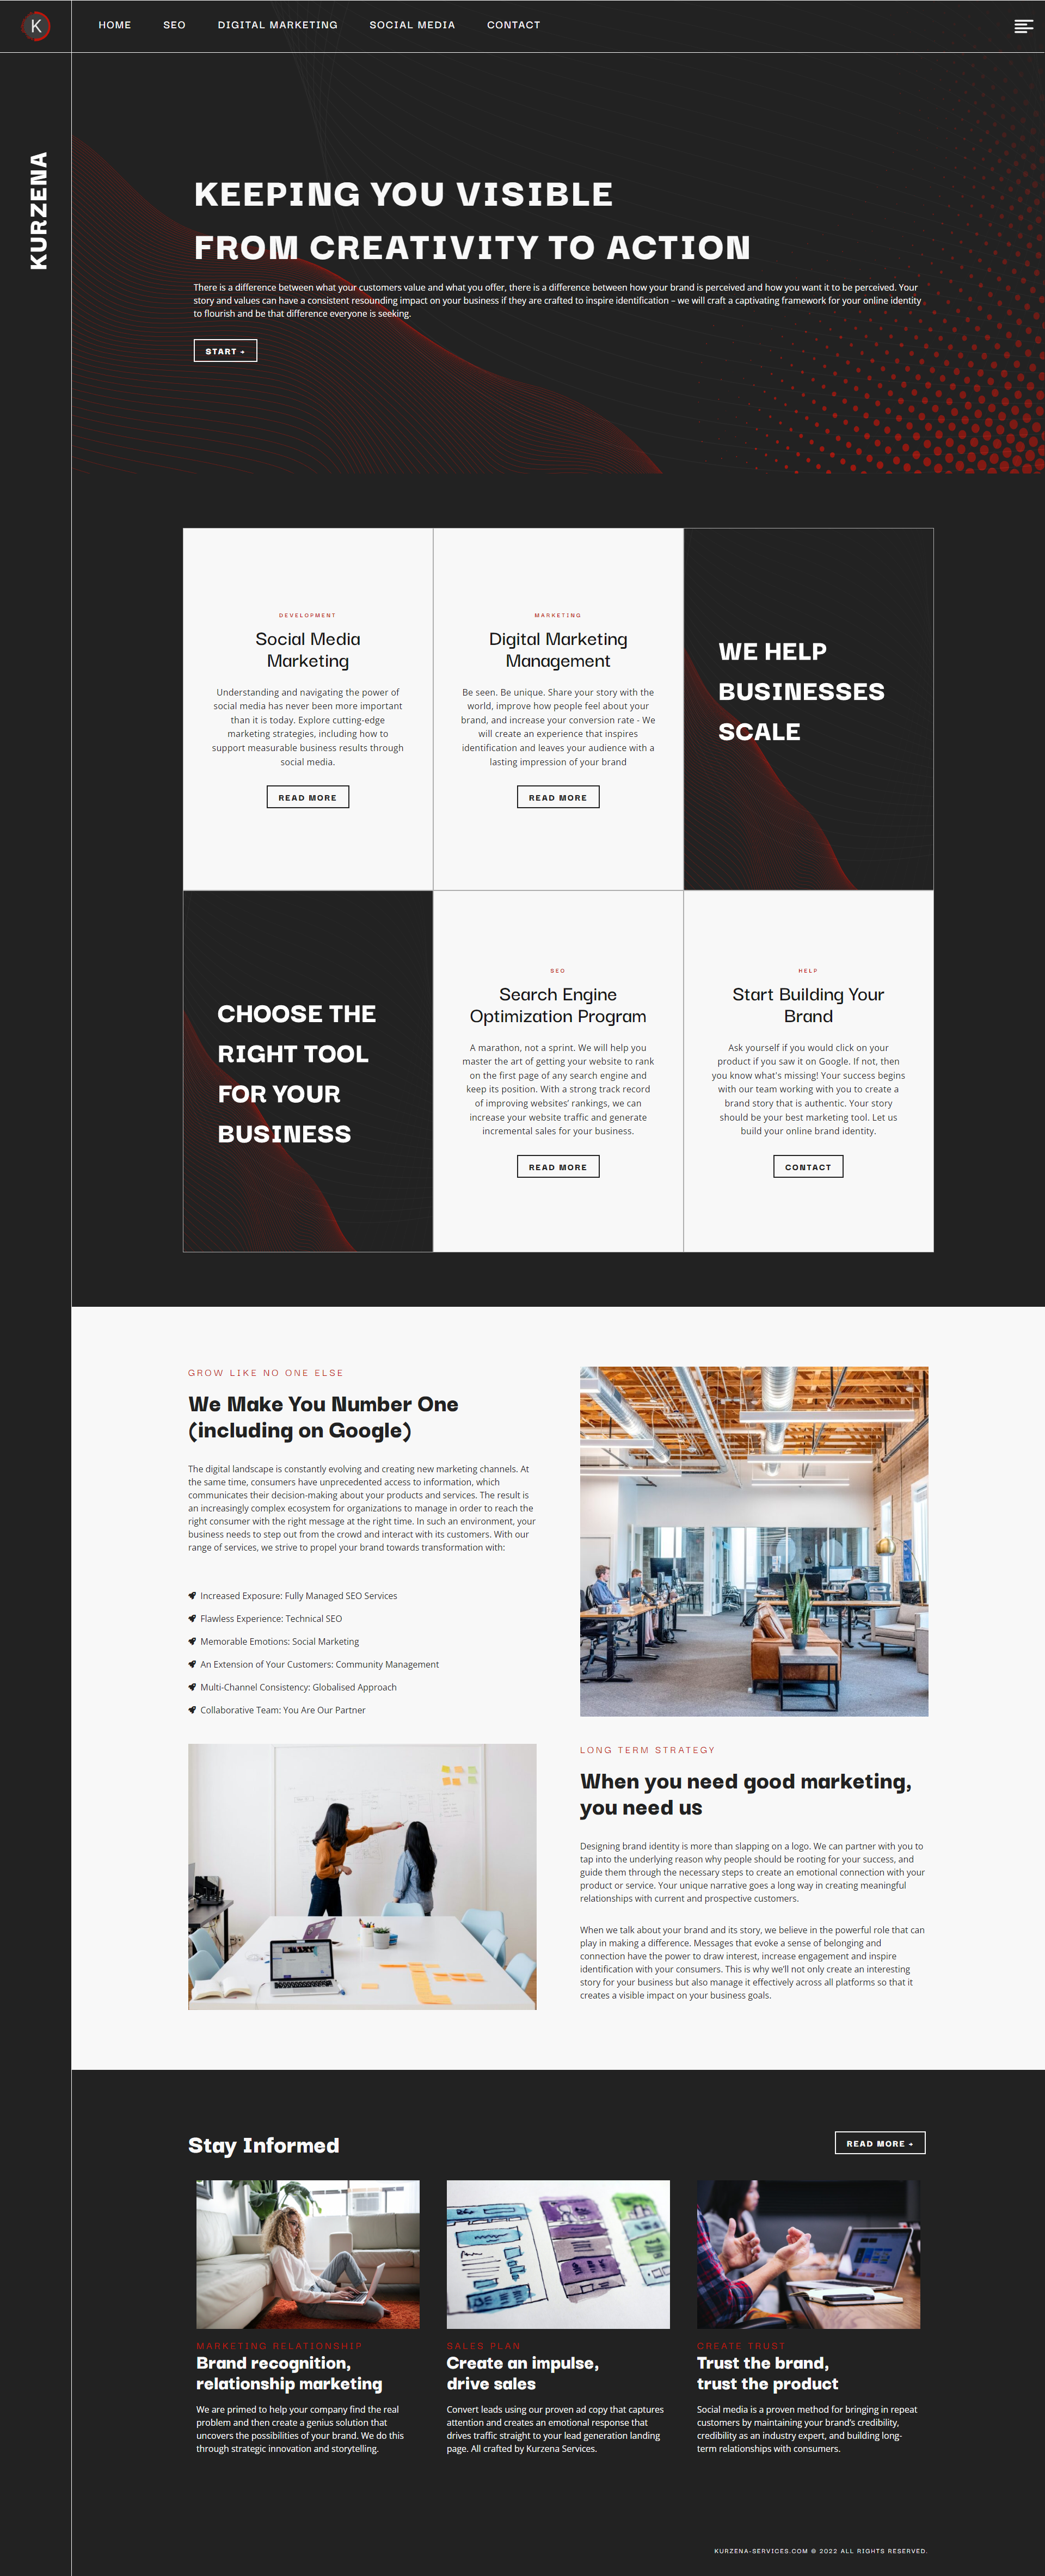 K
HOME
SEO
DIGITAL MARKETING
SOCIAL MEDIA
CONTACT
KURZENA
KEEPING YOU VISIBLE
FROM CREATIVITY TO ACTION
There is a difference between what your customers value and what you offer, there is a difference between how your brand is perceived and how you want it to be perceived. Your
story and values can have a consistent resounding impact on your business if they are crafted to inspire identification – we will craft a captivating framework for your online identity
to flourish and be that difference everyone is seeking.
START +
DEVELOPMENT
Social Media
Marketing
Understanding and navigating the power of
social media has never been more important
than it is today. Explore cutting-edge
marketing strategies, including how to
support measurable business results through
social media.
READ MORE
MARKETING
Digital Marketing
Management
Be seen. Be unique. Share your story with the
world, improve how people feel about your
brand, and increase your conversion rate - We
will create an experience that inspires
identification and leaves your audience with a
lasting impression of your brand
READ MORE
WE HELP
BUSINESSES
SCALE
CHOOSE THE
RIGHT TOOL
FOR YOUR
BUSINESS
SEO
Search Engine
Optimization Program
A marathon, not a sprint. We will help you
master the art of getting your website to rank
on the first page of any search engine and
keep its position. With a strong track record
of improving websites’ rankings, we can
increase your website traffic and generate
incremental sales for your business.
READ MORE
HELP
Start Building Your
Brand
Ask yourself if you would click on your
product if you saw it on Google. If not, then
you know what's missing! Your success begins
with our team working with you to create a
brand story that is authentic. Your story
should be your best marketing tool. Let us
build your online brand identity.
CONTACT
GROW LIKE NO ONE ELSE
We Make You Number One
(including on Google)
The digital landscape is constantly evolving and creating new marketing channels. At
the same time, consumers have unprecedented access to information, which
communicates their decision-making about your products and services. The result is
an increasingly complex ecosystem for organizations to manage in order to reach the
right consumer with the right message at the right time. In such an environment, your
business needs to step out from the crowd and interact with its customers. With our
range of services, we strive to propel your brand towards transformation with:
Increased Exposure: Fully Managed SEO Services
Flawless Experience: Technical SEO
Memorable Emotions: Social Marketing
An Extension of Your Customers: Community Management
Multi-Channel Consistency: Globalised Approach
Collaborative Team: You Are Our Partner
LONG TERM STRATEGY
When you need good marketing,
you need us
Designing brand identity is more than slapping on a logo. We can partner with you to
tap into the underlying reason why people should be rooting for your success, and
guide them through the necessary steps to create an emotional connection with your
product or service. Your unique narrative goes a long way in creating meaningful
relationships with current and prospective customers.
When we talk about your brand and its story, we believe in the powerful role that can
play in making a difference. Messages that evoke a sense of belonging and
connection have the power to draw interest, increase engagement and inspire
identification with your consumers. This is why we’ll not only create an interesting
story for your business but also manage it effectively across all platforms so that it
creates a visible impact on your business goals.
Stay Informed
READ MORE +
MARKETING RELATIONSHIP
Brand recognition,
relationship marketing
We are primed to help your company find the real
problem and then create a genius solution that
uncovers the possibilities of your brand. We do this
through strategic innovation and storytelling.
SALES PLAN
Create an impulse,
drive sales
Convert leads using our proven ad copy that captures
attention and creates an emotional response that
drives traffic straight to your lead generation landing
page. All crafted by Kurzena Services.
CREATE TRUST
Trust the brand,
trust the product
Social media is a proven method for bringing in repeat
customers by maintaining your brand's credibility,
credibility as an industry expert, and building long-
term relationships with consumers.
KURZENA-SERVICES.COM © 2022 ALL RIGHTS RESERVED.